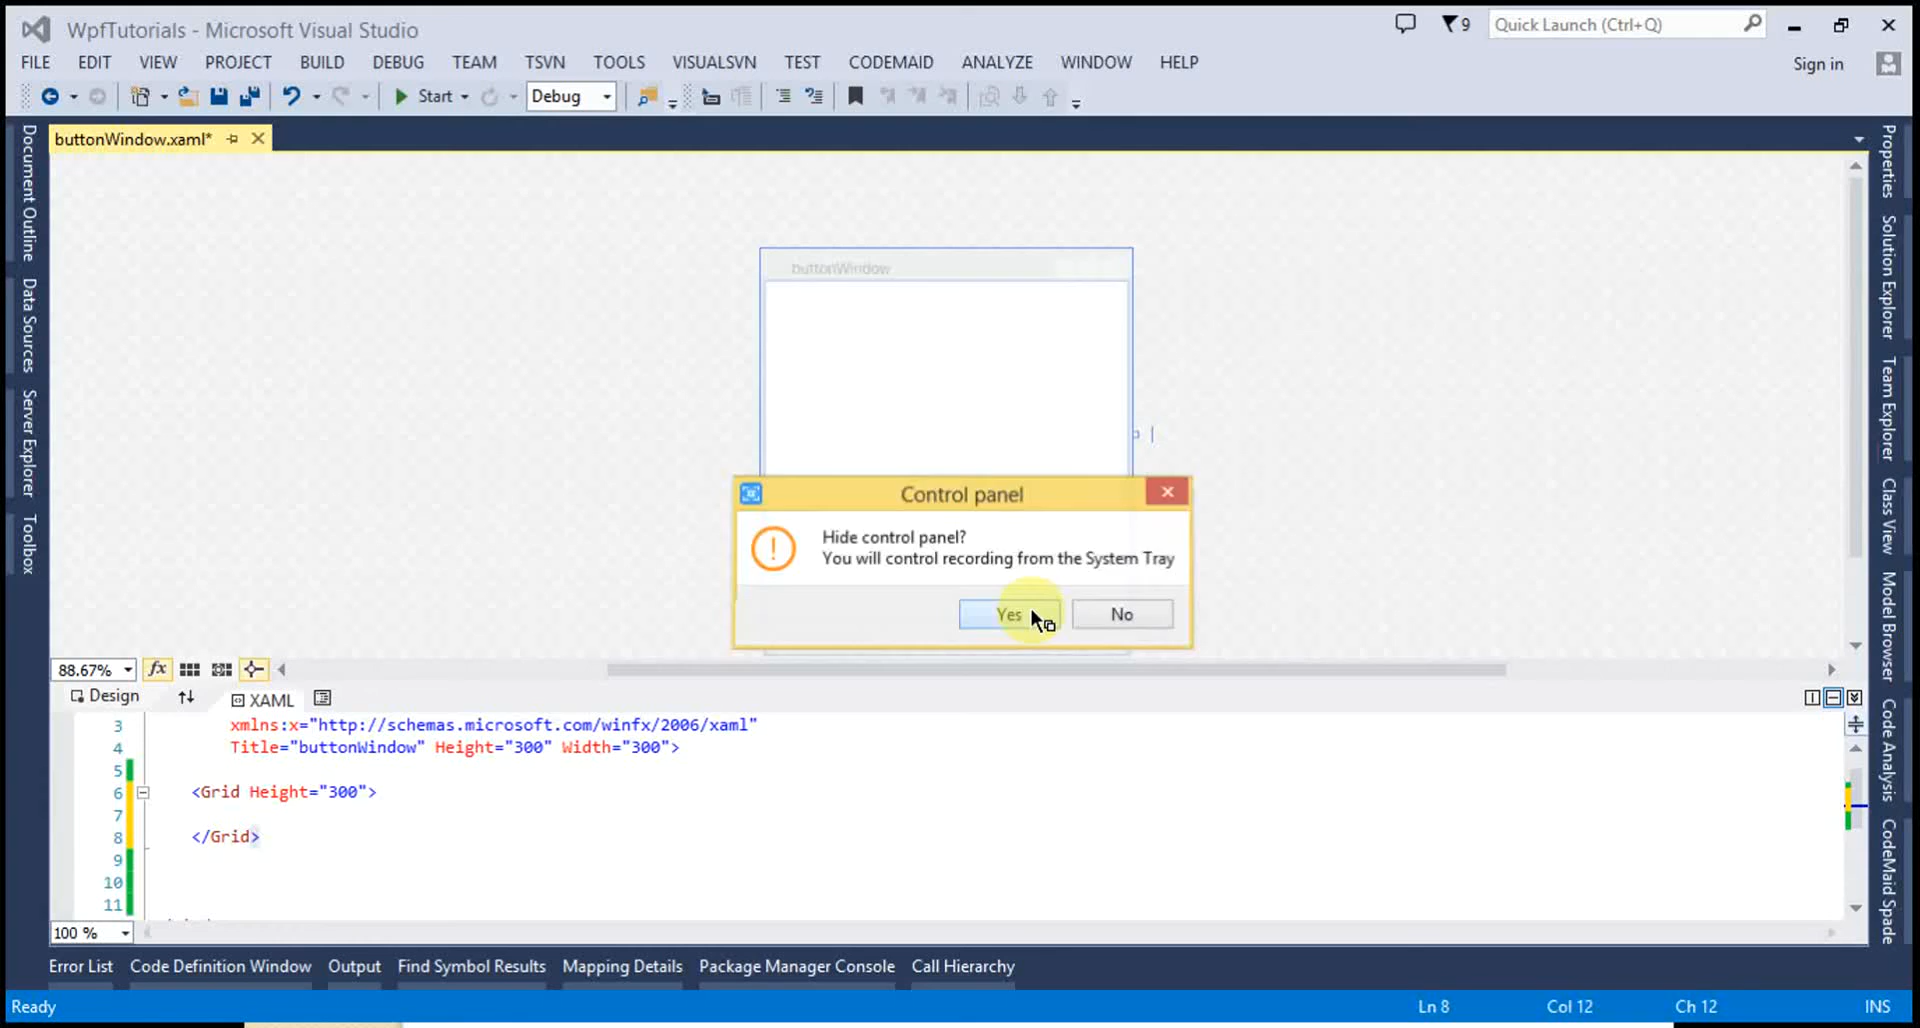 WpfTutorials - Microsoft Visual Studio
9
Quick Launch (Ctrl+Q)
FILE EDIT VIEW PROJECT BUILD DEBUG TEAM TSVN TOOLS VISUALSVN TEST CODEMAID ANALYZE WINDOW HELP
Sign in
Start
Debug
buttonWindow.xaml*
Document Outline
Data Sources
Server Explorer
Toolbox
Properties
Solution Explorer
Team Explorer
Class View
Model Browser
Code Analysis
CodeMaid Spade
buttonWindow
Control panel
Hide control panel?
You will control recording from the System Tray
Yes
No
88.67%
fx
Design
XAML
3 xmlns:x="http://schemas.microsoft.com/winfx/2006/xaml"
4 Title="buttonWindow" Height="300" Width="300">
5
6 <Grid Height="300">
7
8 </Grid>
9
10
11
100 %
Error List Code Definition Window Output Find Symbol Results Mapping Details Package Manager Console Call Hierarchy
Ready
Ln 8
Col 12
Ch 12
INS